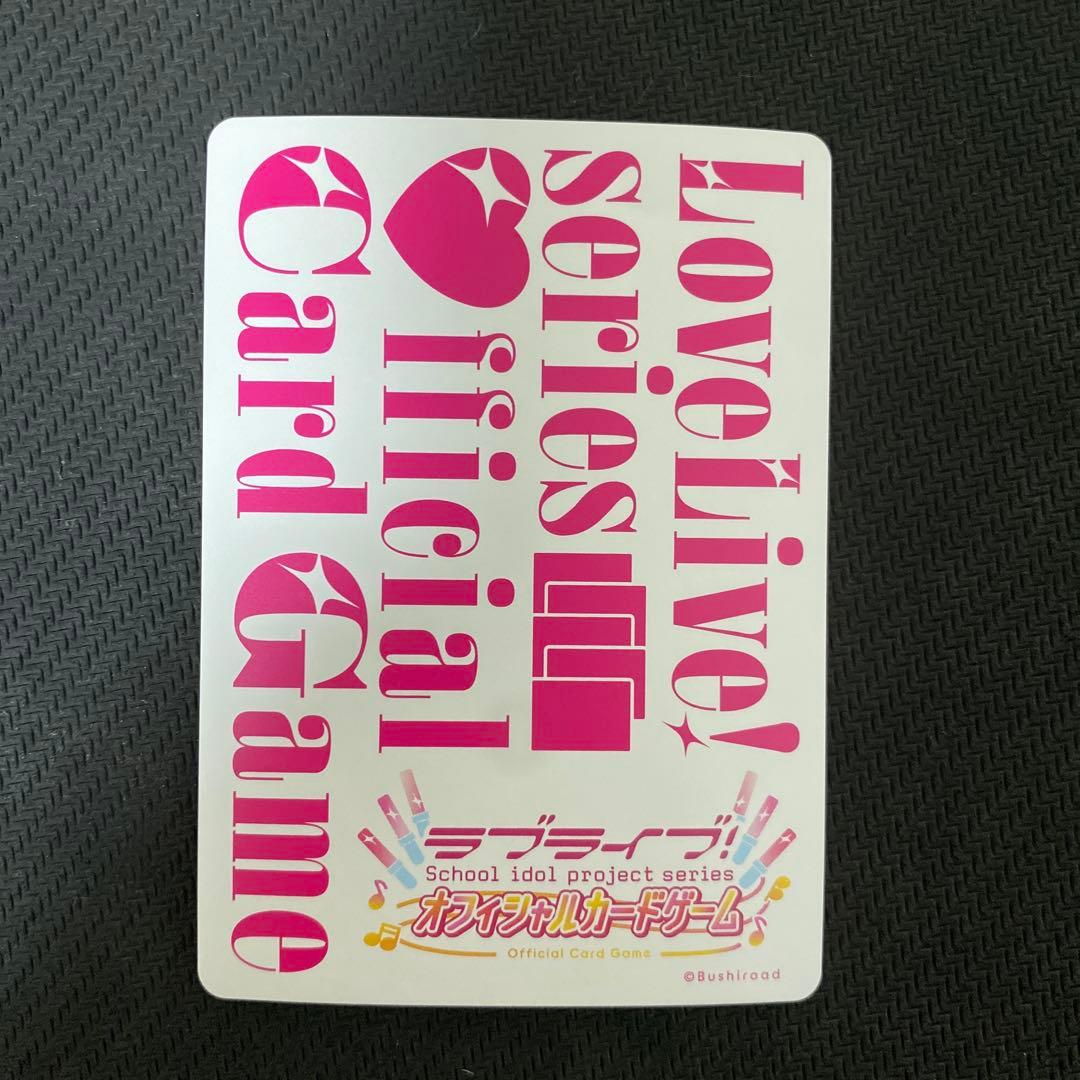 LoveLive!
series
Official
Card Game
ラブライブ!
School idol project series
オフィシャルカードゲーム
Official Card Game
©Bushiroad